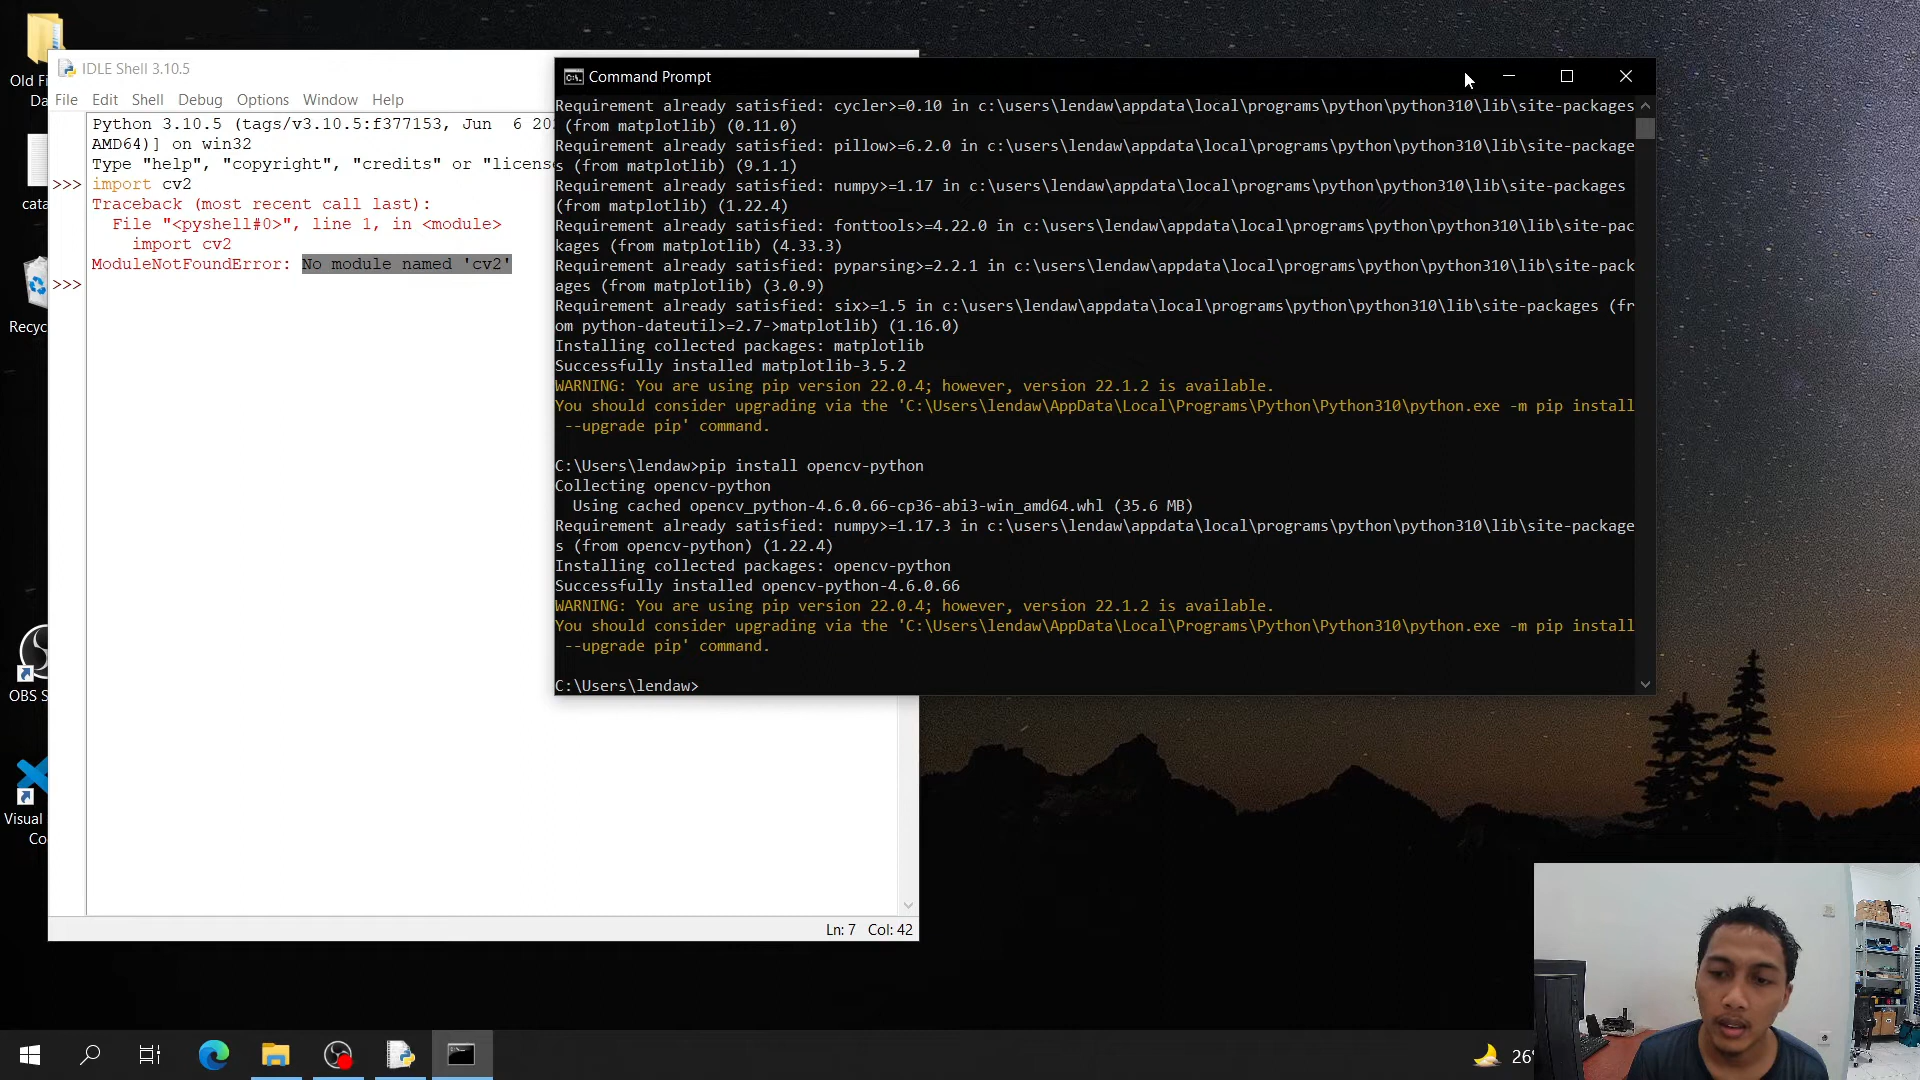 Old Fi
Da
cata
Recyc
OBS S
Visual
Co
IDLE Shell 3.10.5
File Edit Shell Debug Options Window Help
Python 3.10.5 (tags/v3.10.5:f377153, Jun 6 20
AMD64)] on win32
Type "help", "copyright", "credits" or "licens
>>> import cv2
Traceback (most recent call last):
File "<pyshell#0>", line 1, in <module>
import cv2
ModuleNotFoundError: No module named 'cv2'
>>>
Ln: 7 Col: 42
Command Prompt
Requirement already satisfied: cycler>=0.10 in c:\users\lendaw\appdata\local\programs\python\python310\lib\site-packages
(from matplotlib) (0.11.0)
Requirement already satisfied: pillow>=6.2.0 in c:\users\lendaw\appdata\local\programs\python\python310\lib\site-package
s (from matplotlib) (9.1.1)
Requirement already satisfied: numpy>=1.17 in c:\users\lendaw\appdata\local\programs\python\python310\lib\site-packages
(from matplotlib) (1.22.4)
Requirement already satisfied: fonttools>=4.22.0 in c:\users\lendaw\appdata\local\programs\python\python310\lib\site-pac
kages (from matplotlib) (4.33.3)
Requirement already satisfied: pyparsing>=2.2.1 in c:\users\lendaw\appdata\local\programs\python\python310\lib\site-pack
ages (from matplotlib) (3.0.9)
Requirement already satisfied: six>=1.5 in c:\users\lendaw\appdata\local\programs\python\python310\lib\site-packages (fr
om python-dateutil>=2.7->matplotlib) (1.16.0)
Installing collected packages: matplotlib
Successfully installed matplotlib-3.5.2
WARNING: You are using pip version 22.0.4; however, version 22.1.2 is available.
You should consider upgrading via the 'C:\Users\lendaw\AppData\Local\Programs\Python\Python310\python.exe -m pip install
--upgrade pip' command.
C:\Users\lendaw>pip install opencv-python
Collecting opencv-python
Using cached opencv_python-4.6.0.66-cp36-abi3-win_amd64.whl (35.6 MB)
Requirement already satisfied: numpy>=1.17.3 in c:\users\lendaw\appdata\local\programs\python\python310\lib\site-package
s (from opencv-python) (1.22.4)
Installing collected packages: opencv-python
Successfully installed opencv-python-4.6.0.66
WARNING: You are using pip version 22.0.4; however, version 22.1.2 is available.
You should consider upgrading via the 'C:\Users\lendaw\AppData\Local\Programs\Python\Python310\python.exe -m pip install
--upgrade pip' command.
C:\Users\lendaw>
26°